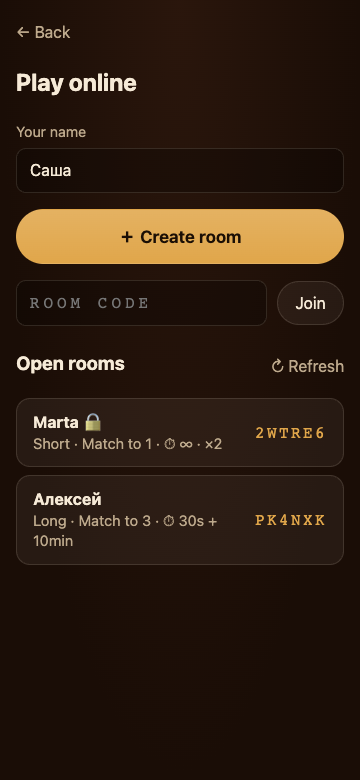 ← Back
Play online
Your name
Саша
+ Create room
ROOM CODE
Join
Open rooms
↻ Refresh
Marta 🔒
Short · Match to 1 · ⏱ ∞ · ×2
2WTRE6
Алексей
Long · Match to 3 · ⏱ 30s +
10min
PK4NXK